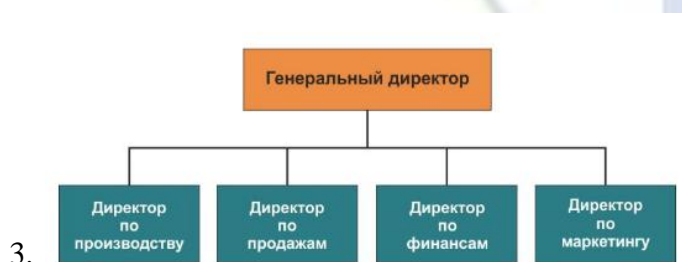 Генеральный директор
Директор
по
производству
Директор
по
продажам
Директор
по
финансам
Директор
по
маркетингу
3.